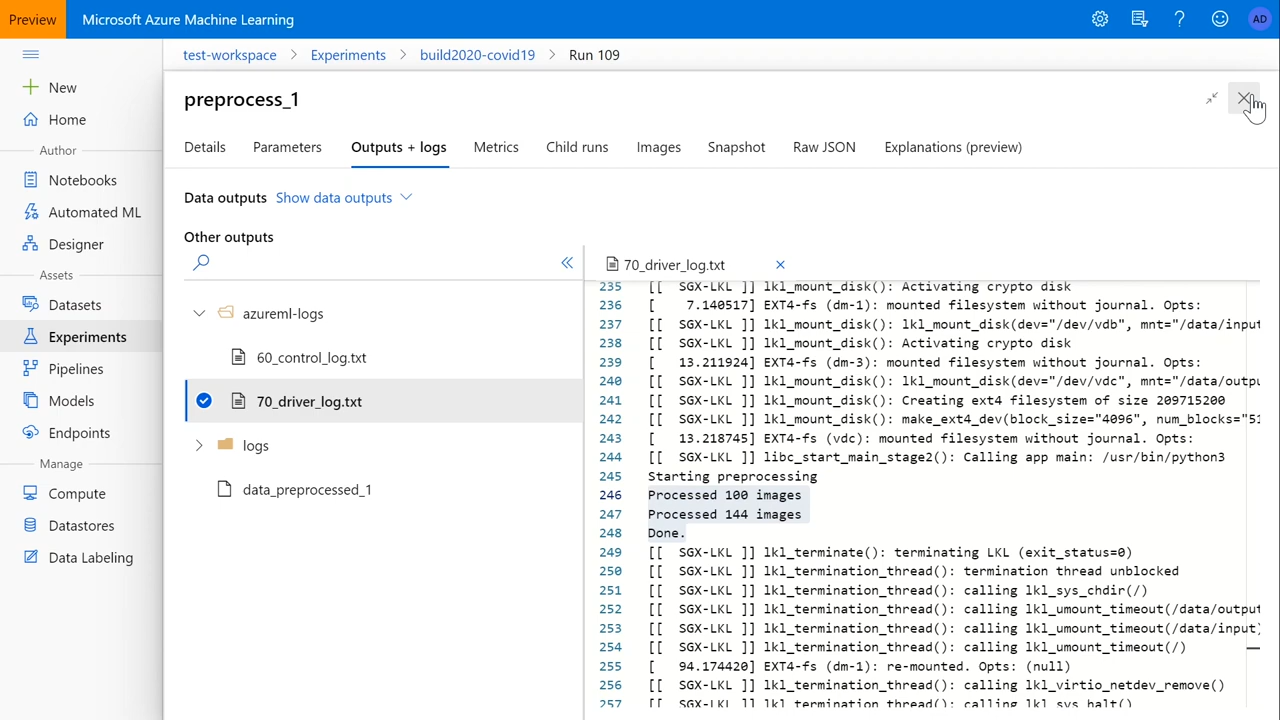 Preview
Microsoft Azure Machine Learning
AD
test-workspace > Experiments > build2020-covid19 > Run 109
New
Home
Author
Notebooks
Automated ML
Designer
Assets
Datasets
Experiments
Pipelines
Models
Endpoints
Manage
Compute
Datastores
Data Labeling
preprocess_1
Details Parameters Outputs + logs Metrics Child runs Images Snapshot Raw JSON Explanations (preview)
Data outputs Show data outputs
Other outputs
azureml-logs
60_control_log.txt
70_driver_log.txt
logs
data_preprocessed_1
70_driver_log.txt
235 [[ SGX-LKL ]] lkl_mount_disk(): Activating crypto disk
236 [ 7.140517] EXT4-fs (dm-1): mounted filesystem without journal. Opts:
237 [[ SGX-LKL ]] lkl_mount_disk(): lkl_mount_disk(dev="/dev/vdb", mnt="/data/input
238 [[ SGX-LKL ]] lkl_mount_disk(): Activating crypto disk
239 [ 13.211924] EXT4-fs (dm-3): mounted filesystem without journal. Opts:
240 [[ SGX-LKL ]] lkl_mount_disk(): lkl_mount_disk(dev="/dev/vdc", mnt="/data/outpu
241 [[ SGX-LKL ]] lkl_mount_disk(): Creating ext4 filesystem of size 209715200
242 [[ SGX-LKL ]] lkl_mount_disk(): make_ext4_dev(block_size="4096", num_blocks="51
243 [ 13.218745] EXT4-fs (vdc): mounted filesystem without journal. Opts:
244 [[ SGX-LKL ]] libc_start_main_stage2(): Calling app main: /usr/bin/python3
245 Starting preprocessing
246 Processed 100 images
247 Processed 144 images
248 Done.
249 [[ SGX-LKL ]] lkl_terminate(): terminating LKL (exit_status=0)
250 [[ SGX-LKL ]] lkl_termination_thread(): termination thread unblocked
251 [[ SGX-LKL ]] lkl_termination_thread(): calling lkl_sys_chdir(/)
252 [[ SGX-LKL ]] lkl_termination_thread(): calling lkl_umount_timeout(/data/output
253 [[ SGX-LKL ]] lkl_termination_thread(): calling lkl_umount_timeout(/data/input)
254 [[ SGX-LKL ]] lkl_termination_thread(): calling lkl_umount_timeout(/)
255 [ 94.174420] EXT4-fs (dm-1): re-mounted. Opts: (null)
256 [[ SGX-LKL ]] lkl_termination_thread(): calling lkl_virtio_netdev_remove()
257 [[ SGX-LKL ]] lkl_termination_thread(): calling lkl_sys_halt()